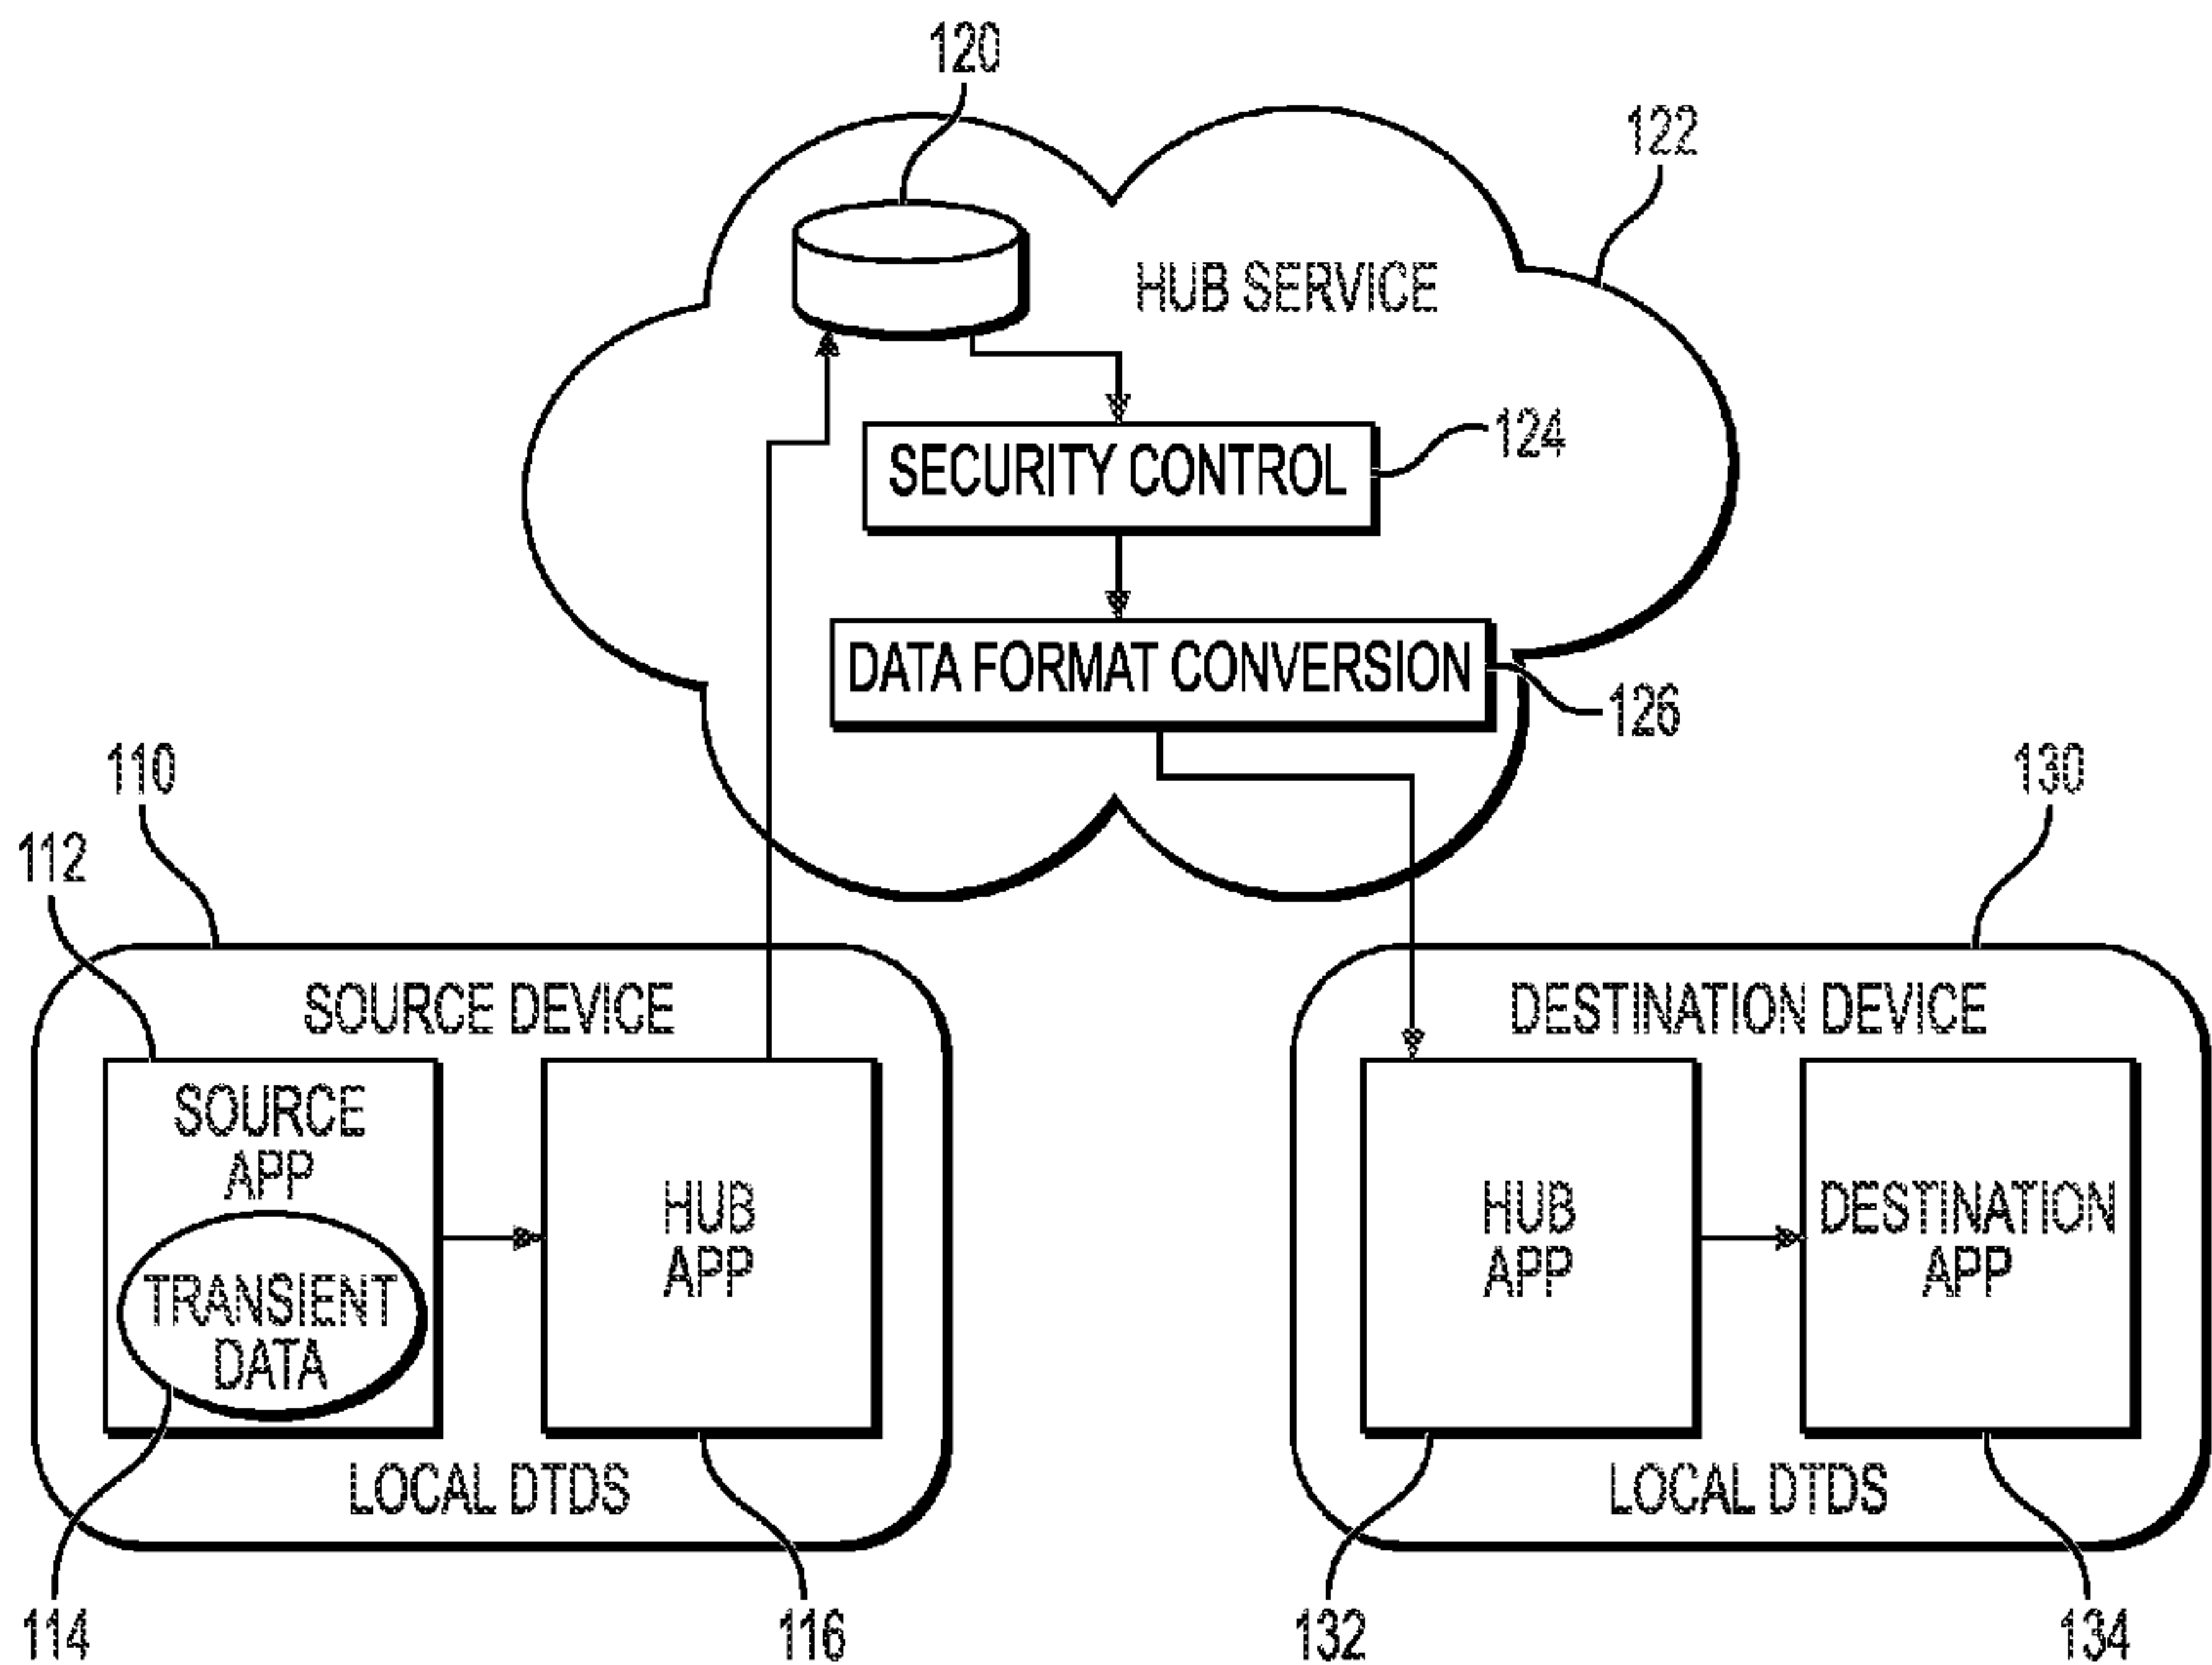 120
122
HUB SERVICE
124
SECURITY CONTROL
DATA FORMAT CONVERSION
126
110
130
112
SOURCE DEVICE
DESTINATION DEVICE
SOURCE
APP
TRANSIENT
DATA
HUB
APP
HUB
APP
DESTINATION
APP
LOCAL DTDS
LOCAL DTDS
114
116
132
134